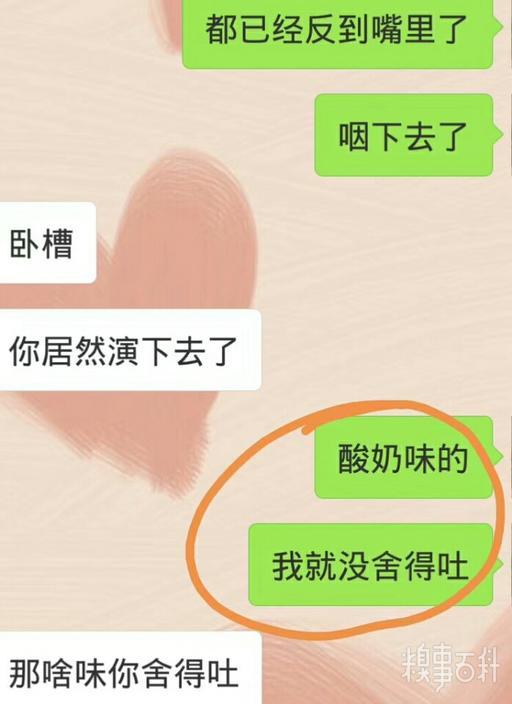 都已经反到嘴里了
咽下去了
卧槽
你居然演下去了
酸奶味的
我就没舍得吐
那啥味你舍得吐
糗事百科